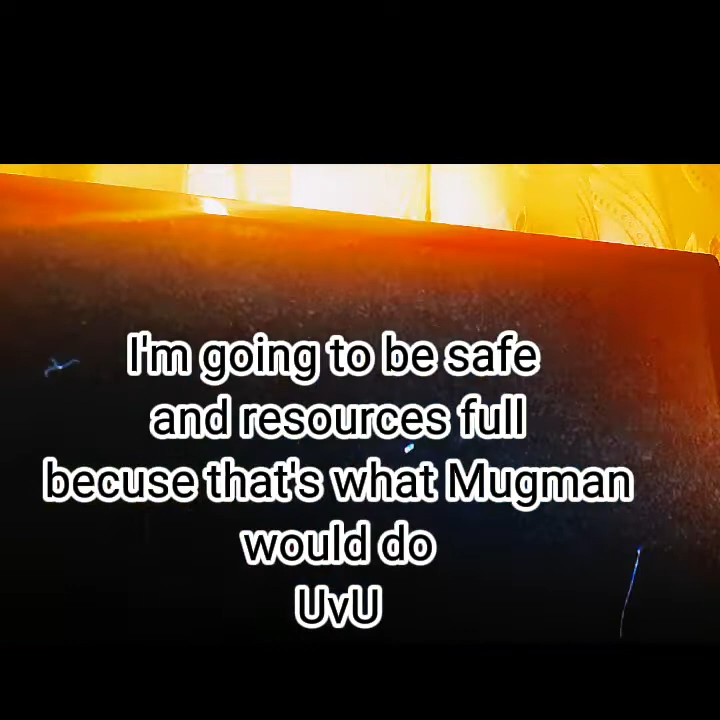 I'm going to be safe
and resources full
becuse that's what Mugman
would do
UvU